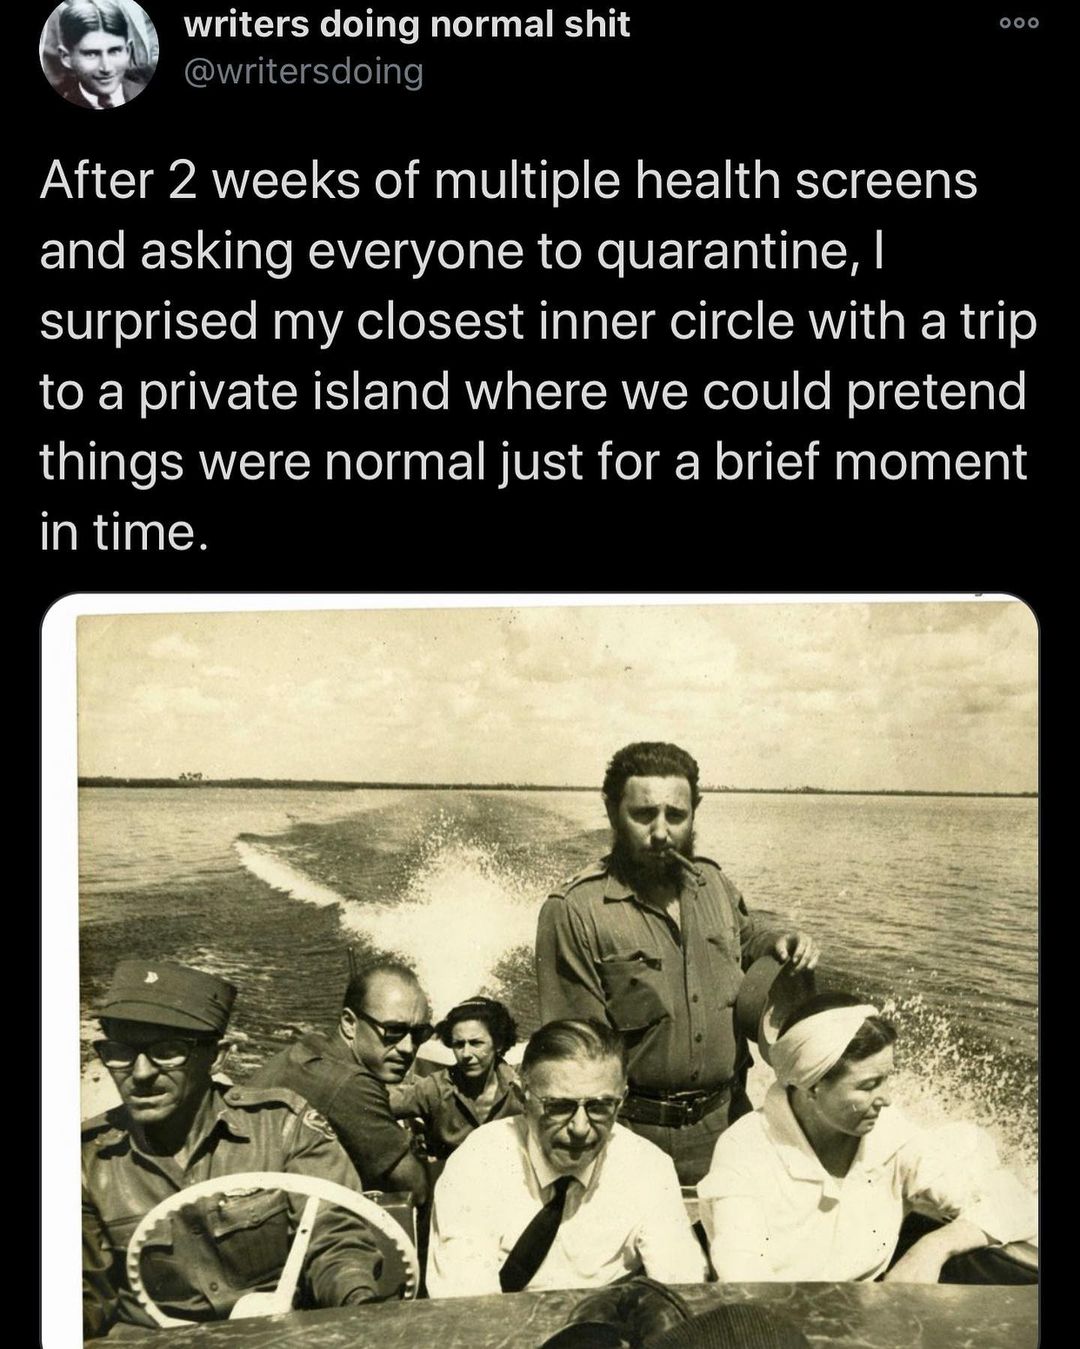 writers doing normal shit
@writersdoing
After 2 weeks of multiple health screens
and asking everyone to quarantine, I
surprised my closest inner circle with a trip
to a private island where we could pretend
things were normal just for a brief moment
in time.